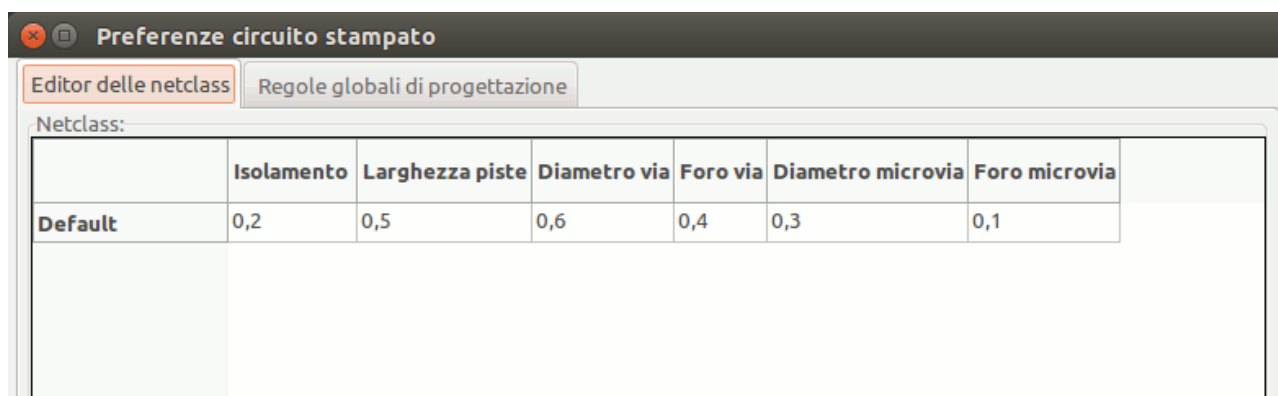 Preferenze circuito stampato
Editor delle netclass Regole globali di progettazione
Netclass:
Isolamento Larghezza piste Diametro via Foro via Diametro microvia Foro microvia
Default 0,2 0,5 0,6 0,4 0,3 0,1